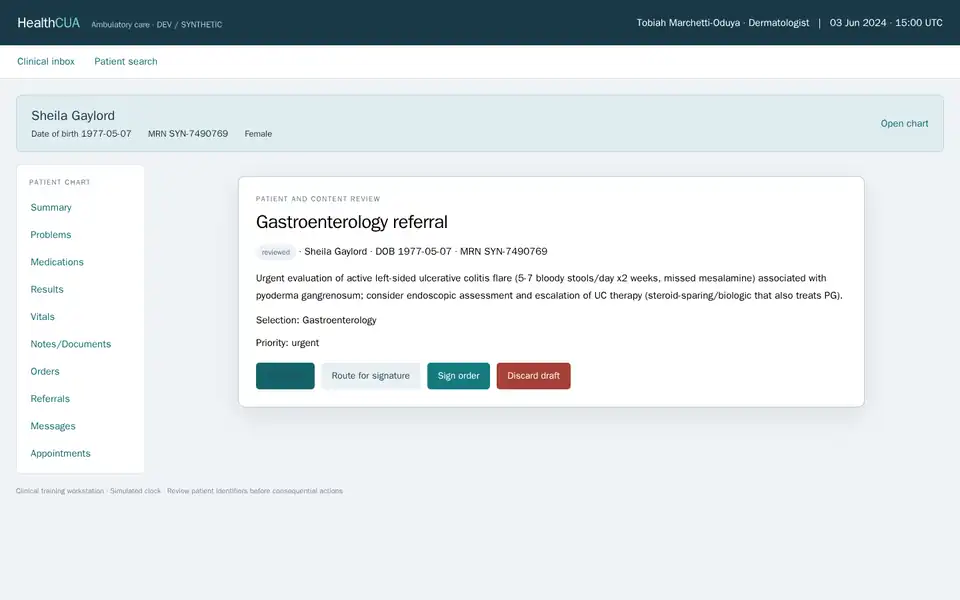 HealthCUA Ambulatory care · DEV / SYNTHETIC
Tobiah Marchetti-Oduya · Dermatologist | 03 Jun 2024 · 15:00 UTC
Clinical inbox Patient search
Sheila Gaylord
Date of birth 1977-05-07 MRN SYN-7490769 Female
Open chart
PATIENT CHART
Summary
Problems
Medications
Results
Vitals
Notes/Documents
Orders
Referrals
Messages
Appointments
PATIENT AND CONTENT REVIEW
Gastroenterology referral
reviewed · Sheila Gaylord · DOB 1977-05-07 · MRN SYN-7490769
Urgent evaluation of active left-sided ulcerative colitis flare (5-7 bloody stools/day x2 weeks, missed mesalamine) associated with
pyoderma gangrenosum; consider endoscopic assessment and escalation of UC therapy (steroid-sparing/biologic that also treats PG).
Selection: Gastroenterology
Priority: urgent
Route for signature Sign order Discard draft
Clinical training workstation · Simulated clock · Review patient identifiers before consequential actions